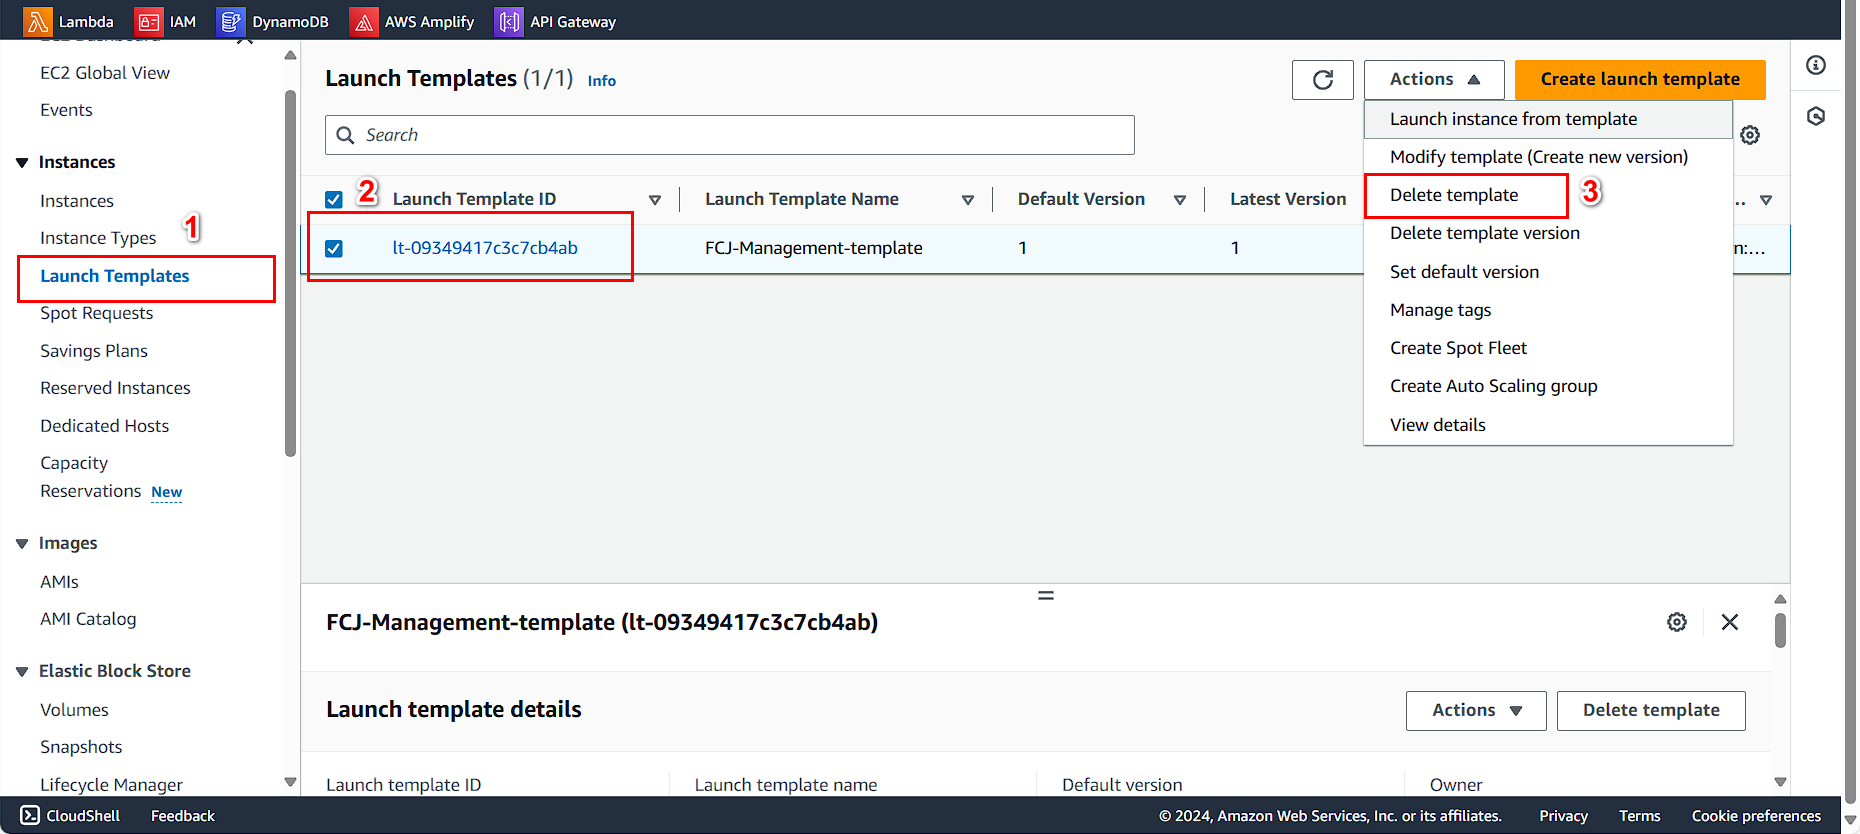 Lambda IAM DynamoDB AWS Amplify API Gateway
EC2 Global View
Events
Instances
Instances
Instance Types
1
Launch Templates
Spot Requests
Savings Plans
Reserved Instances
Dedicated Hosts
Capacity
Reservations New
Images
AMIs
AMI Catalog
Elastic Block Store
Volumes
Snapshots
Lifecycle Manager
Launch Templates (1/1) Info
Actions
Create launch template
Search
Launch instance from template
Modify template (Create new version)
Delete template
3
Delete template version
Set default version
Manage tags
Create Spot Fleet
Create Auto Scaling group
View details
2
Launch Template ID Launch Template Name Default Version Latest Version ..
lt-09349417c3c7cb4ab FCJ-Management-template 1 1 n:...
FCJ-Management-template (lt-09349417c3c7cb4ab)
Launch template details
Actions
Delete template
Launch template ID Launch template name Default version Owner
CloudShell Feedback © 2024, Amazon Web Services, Inc. or its affiliates. Privacy Terms Cookie preferences